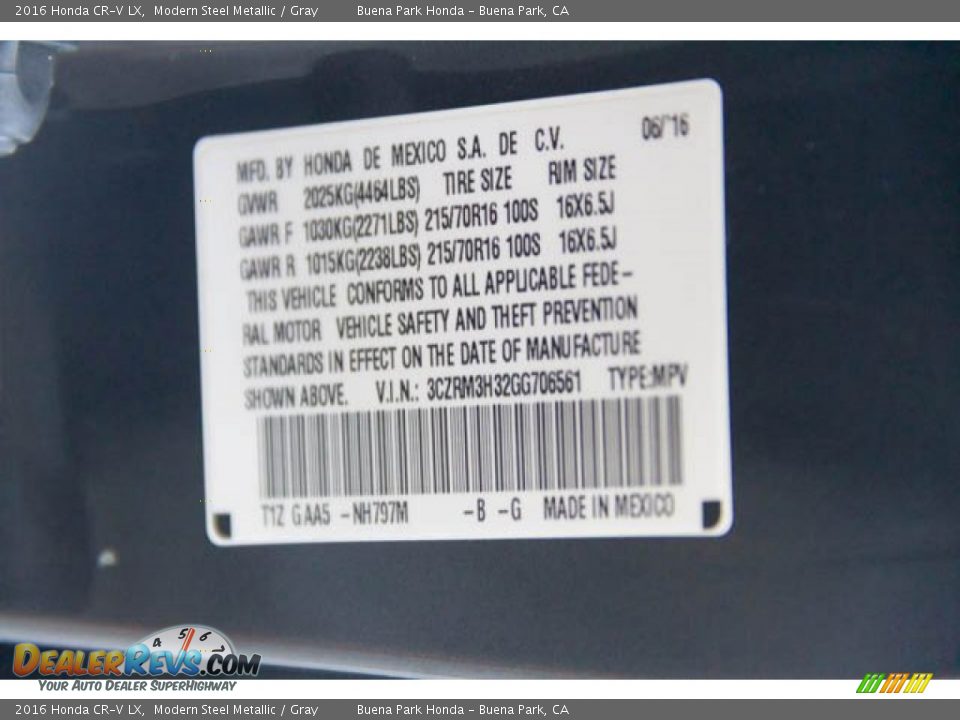 2016 Honda CR-V LX,  Modern Steel Metallic / Gray        Buena Park Honda - Buena Park, CA
06/'16
MFD. BY HONDA DE MEXICO S.A. DE C.V.
GVWR 2025KG(4464LBS) TIRE SIZE RIM SIZE
GAWR F 1030KG(2271LBS) 215/70R16 100S 16X6.5J
GAWR R 1015KG(2238LBS) 215/70R16 100S 16X6.5J
THIS VEHICLE CONFORMS TO ALL APPLICABLE FEDE-
RAL MOTOR VEHICLE SAFETY AND THEFT PREVENTION
STANDARDS IN EFFECT ON THE DATE OF MANUFACTURE
SHOWN ABOVE. V.I.N.: 3CZRM3H32GG706561 TYPE:MPV
T1Z GAA5 -NH797M -B -G MADE IN MEXICO
4 5 6 7
DEALERREVS.COM
YOUR AUTO DEALER SUPERHIGHWAY
2016 Honda CR-V LX,  Modern Steel Metallic / Gray        Buena Park Honda - Buena Park, CA